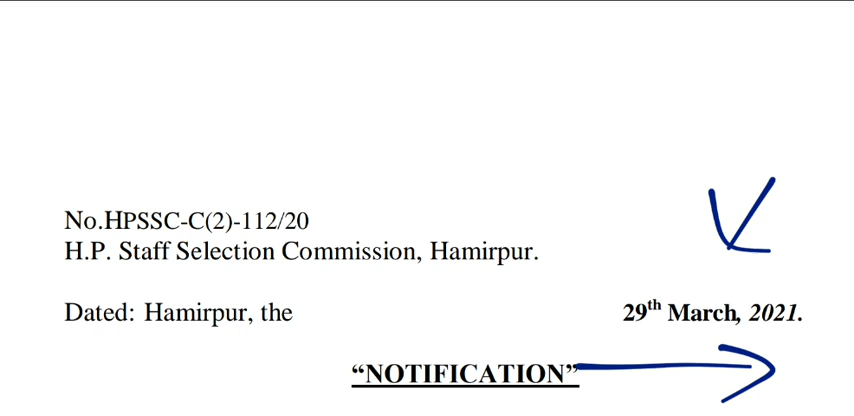 No.HPSSC-C(2)-112/20
H.P. Staff Selection Commission, Hamirpur.
Dated: Hamirpur, the 29th March, 2021.
“NOTIFICATION”